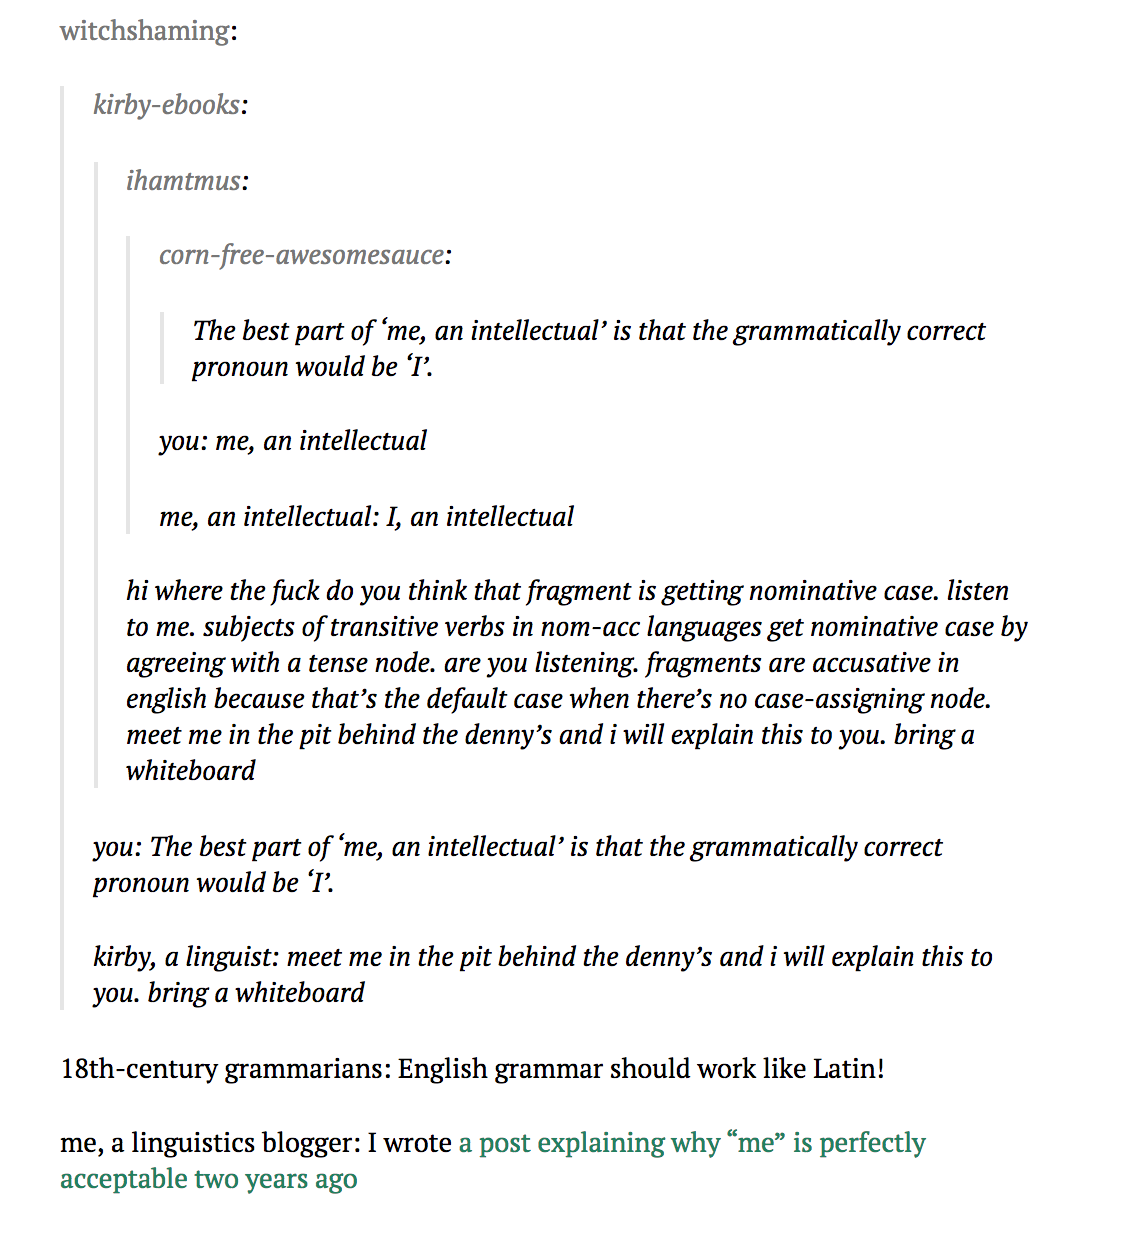 witchshaming:
kirby-ebooks:
ihamtmus:
corn-free-awesomesauce:
The best part of ‘me, an intellectual’ is that the grammatically correct
pronoun would be ‘I’.
you: me, an intellectual
me, an intellectual: I, an intellectual
hi where the fuck do you think that fragment is getting nominative case. listen
to me. subjects of transitive verbs in nom-acc languages get nominative case by
agreeing with a tense node. are you listening. fragments are accusative in
english because that’s the default case when there’s no case-assigning node.
meet me in the pit behind the denny’s and i will explain this to you. bring a
whiteboard
you: The best part of ‘me, an intellectual’ is that the grammatically correct
pronoun would be ‘I’.
kirby, a linguist: meet me in the pit behind the denny’s and i will explain this to
you. bring a whiteboard
18th-century grammarians: English grammar should work like Latin!
me, a linguistics blogger: I wrote a post explaining why “me” is perfectly
acceptable two years ago